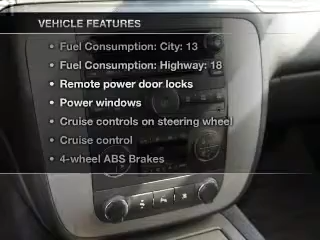 VEHICLE FEATURES
• Fuel Consumption: City: 13
• Fuel Consumption: Highway: 18
• Remote power door locks
• Power windows
• Cruise controls on steering wheel
• Cruise control
• 4-wheel ABS Brakes